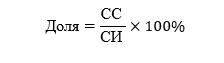 Доля = СС/СИ × 100%